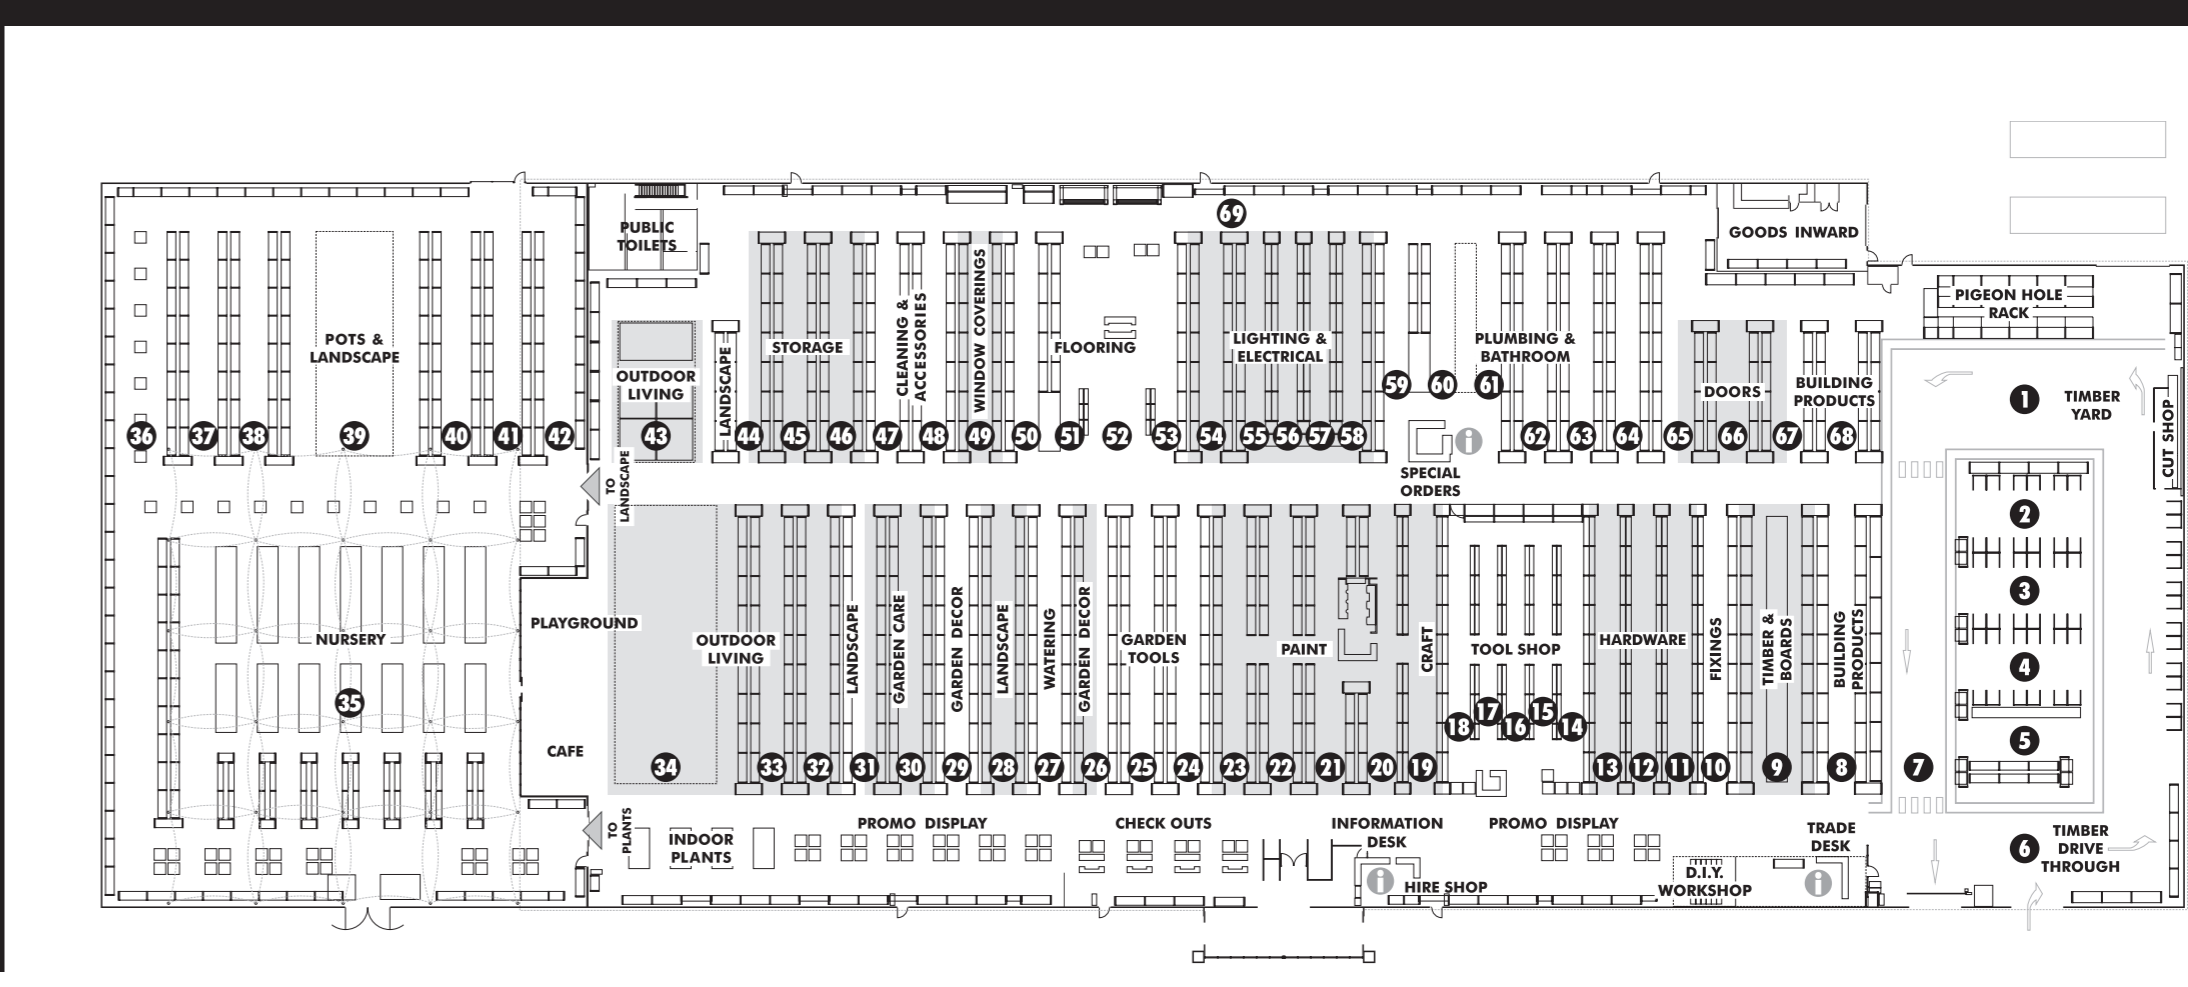 69
PUBLIC
TOILETS
GOODS INWARD
PIGEON HOLE
RACK
POTS &
LANDSCAPE
OUTDOOR
LIVING
LANDSCAPE
STORAGE
CLEANING &
ACCESSORIES
WINDOW COVERINGS
FLOORING
LIGHTING &
ELECTRICAL
PLUMBING &
BATHROOM
DOORS
BUILDING
PRODUCTS
1
TIMBER
YARD
CUT SHOP
59
60
61
36
37
38
39
40
41
42
43
44
45
46
47
48
49
50
51
52
53
54
55
56
57
58
i
62
63
64
65
66
67
68
TO
LANDSCAPE
SPECIAL
ORDERS
2
3
4
5
NURSERY
35
PLAYGROUND
CAFE
OUTDOOR
LIVING
LANDSCAPE
GARDEN CARE
GARDEN DECOR
LANDSCAPE
WATERING
GARDEN DECOR
GARDEN
TOOLS
PAINT
CRAFT
TOOL SHOP
HARDWARE
FIXINGS
TIMBER &
BOARDS
BUILDING
PRODUCTS
18
17
16
15
14
34
33
32
31
30
29
28
27
26
25
24
23
22
21
20
19
13
12
11
10
9
8
7
TO
PLANTS
INDOOR
PLANTS
PROMO DISPLAY
CHECK OUTS
INFORMATION
DESK
PROMO DISPLAY
TRADE
DESK
6
TIMBER
DRIVE
THROUGH
i
HIRE SHOP
D.I.Y.
WORKSHOP
i